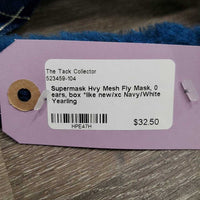 The Tack Collector
523459-104
Supermask Hvy Mesh Fly Mask, 0
ears, box *like new/xc Navy/White
Yearling
$32.50
HPE47H